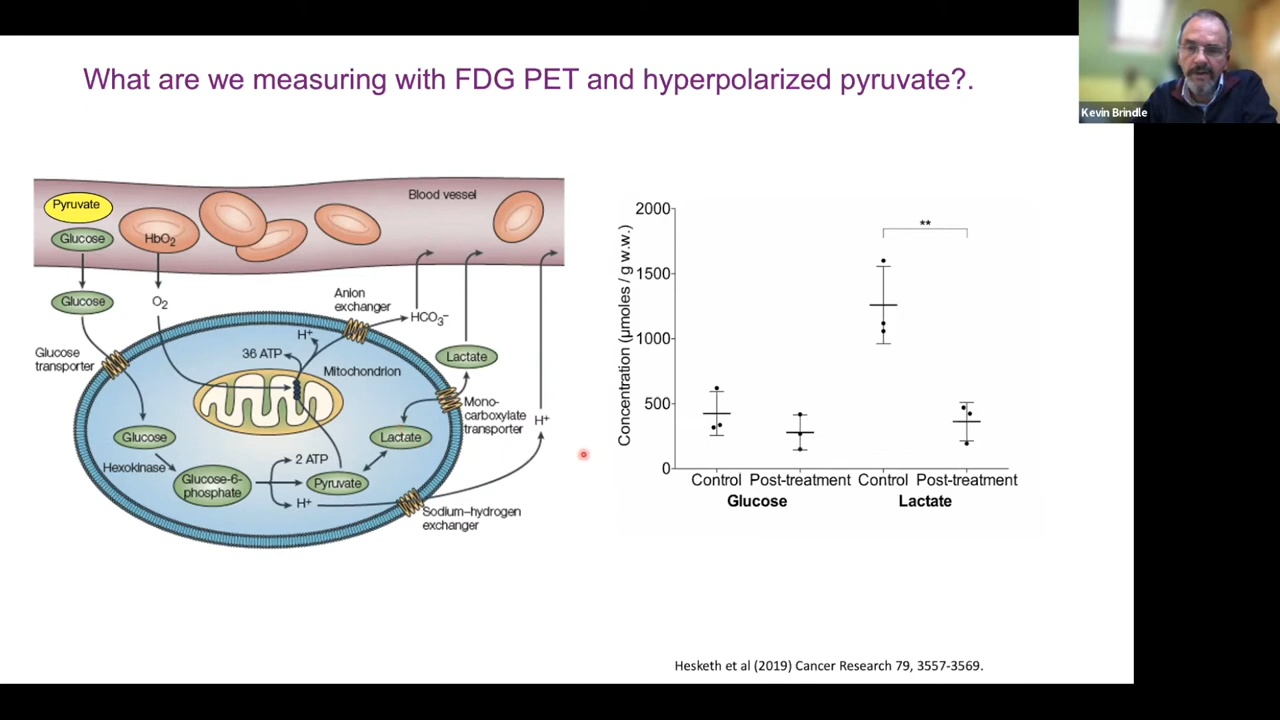 What are we measuring with FDG PET and hyperpolarized pyruvate?.
Kevin Brindle
Pyruvate
Glucose
HbO2
Blood vessel
Glucose
O2
Anion
exchanger
HCO3−
H+
36 ATP
Mitochondrion
Lactate
Glucose
transporter
Mono-
carboxylate
transporter
H+
Glucose
Lactate
Hexokinase
2 ATP
Glucose-6-
phosphate
Pyruvate
H+
Sodium–hydrogen
exchanger
Concentration (µmoles / g w.w.)
2000
1500
1000
500
0
**
Control Post-treatment Control Post-treatment
Glucose Lactate
Hesketh et al (2019) Cancer Research 79, 3557-3569.